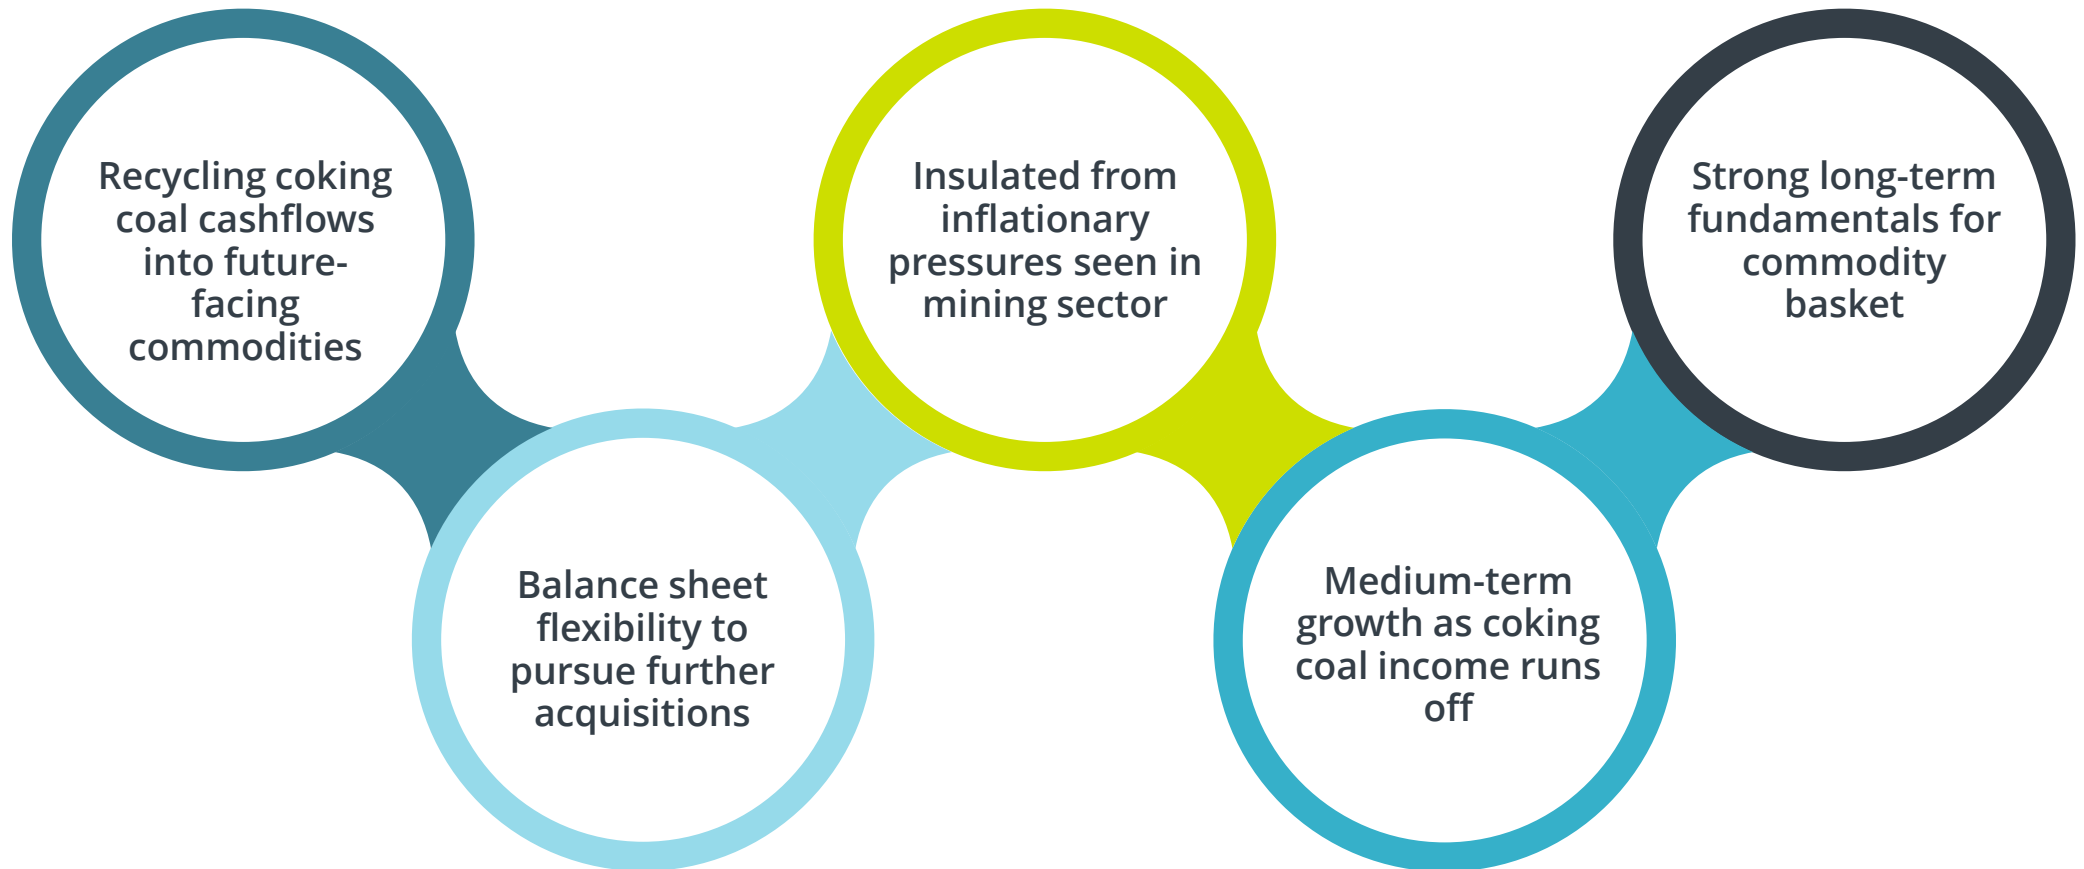 Recycling coking
coal cashflows
into future-
facing
commodities
Balance sheet
flexibility to
pursue further
acquisitions
Insulated from
inflationary
pressures seen in
mining sector
Medium-term
growth as coking
coal income runs
off
Strong long-term
fundamentals for
commodity
basket